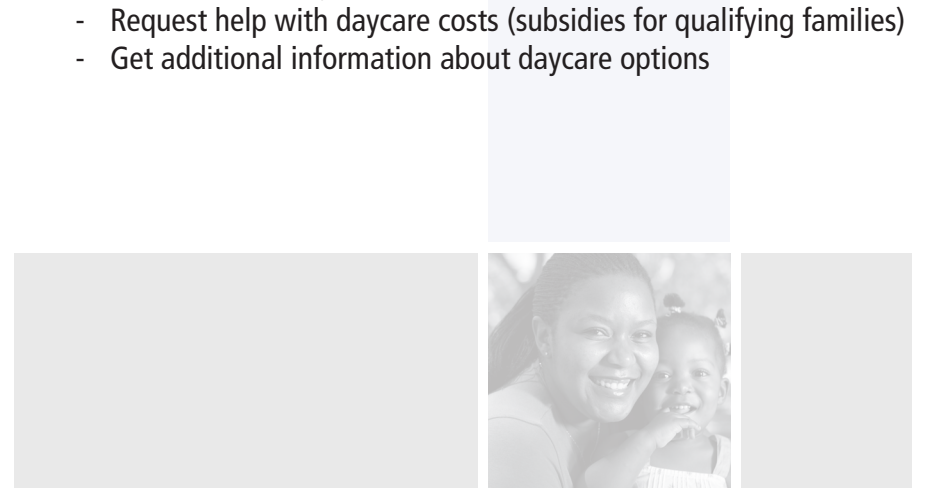 - Request help with daycare costs (subsidies for qualifying families)
- Get additional information about daycare options